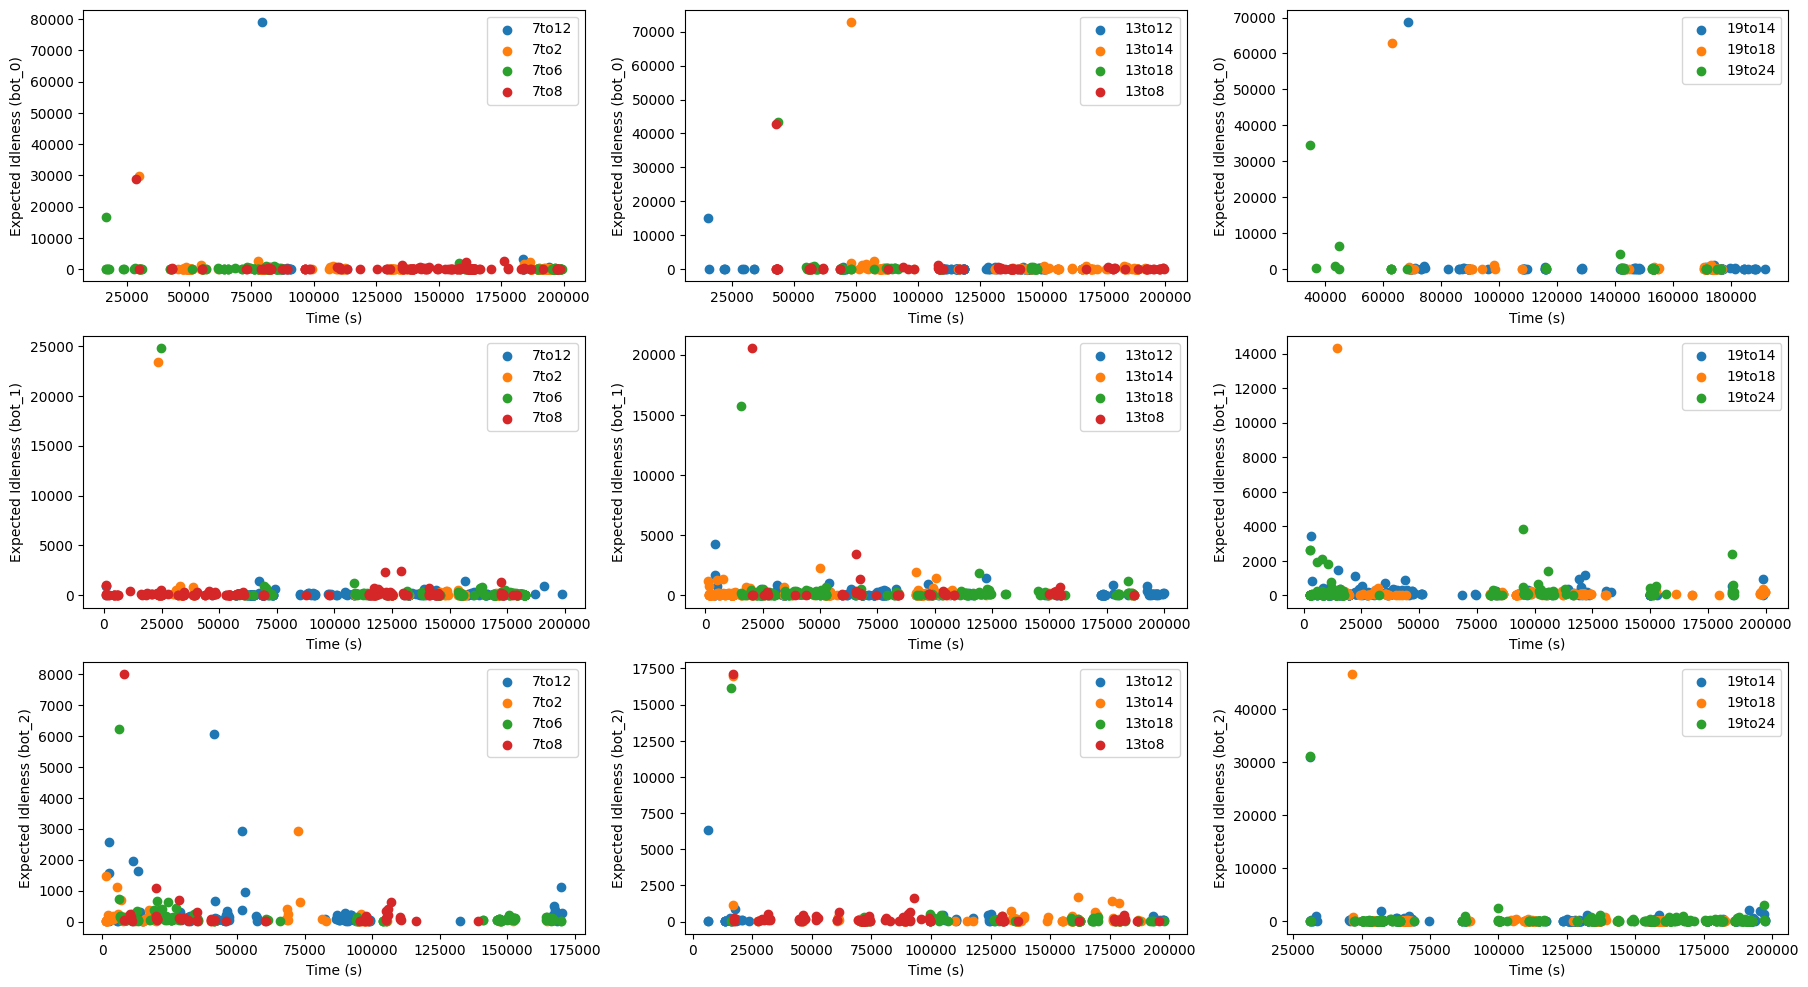 80000
70000
60000
50000
40000
30000
20000
10000
0
Expected Idleness (bot_0)
7to12
7to2
7to6
7to8
25000 50000 75000 100000 125000 150000 175000 200000
Time (s)
70000
60000
50000
40000
30000
20000
10000
0
Expected Idleness (bot_0)
13to12
13to14
13to18
13to8
25000 50000 75000 100000 125000 150000 175000 200000
Time (s)
70000
60000
50000
40000
30000
20000
10000
0
Expected Idleness (bot_0)
19to14
19to18
19to24
40000 60000 80000 100000 120000 140000 160000 180000
Time (s)
25000
20000
15000
10000
5000
0
Expected Idleness (bot_1)
7to12
7to2
7to6
7to8
0 25000 50000 75000 100000 125000 150000 175000 200000
Time (s)
20000
15000
10000
5000
0
Expected Idleness (bot_1)
13to12
13to14
13to18
13to8
0 25000 50000 75000 100000 125000 150000 175000 200000
Time (s)
14000
12000
10000
8000
6000
4000
2000
0
Expected Idleness (bot_1)
19to14
19to18
19to24
0 25000 50000 75000 100000 125000 150000 175000 200000
Time (s)
8000
7000
6000
5000
4000
3000
2000
1000
0
Expected Idleness (bot_2)
7to12
7to2
7to6
7to8
0 25000 50000 75000 100000 125000 150000 175000
Time (s)
17500
15000
12500
10000
7500
5000
2500
0
Expected Idleness (bot_2)
13to12
13to14
13to18
13to8
0 25000 50000 75000 100000 125000 150000 175000 200000
Time (s)
40000
30000
20000
10000
0
Expected Idleness (bot_2)
19to14
19to18
19to24
25000 50000 75000 100000 125000 150000 175000 200000
Time (s)